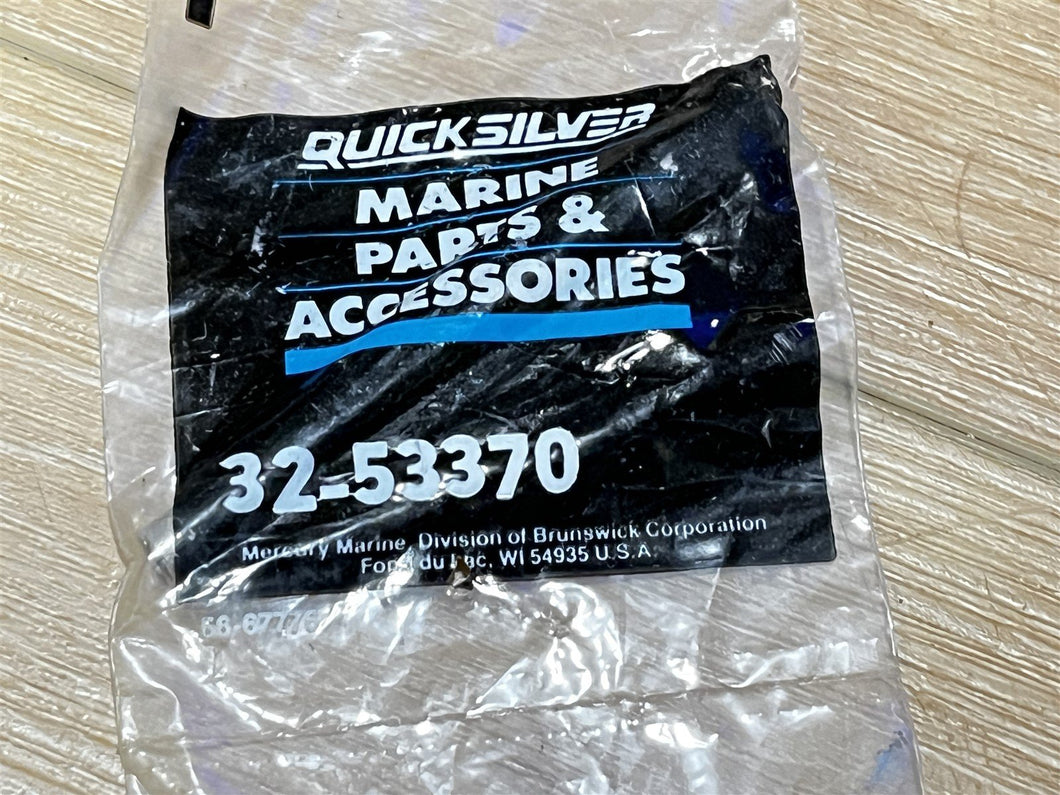 QUICKSILVER
MARINE
PARTS &
ACCESSORIES
32-53370
Mercury Marine, Division of Brunswick Corporation
Fond du Lac, WI 54935 U.S.A.